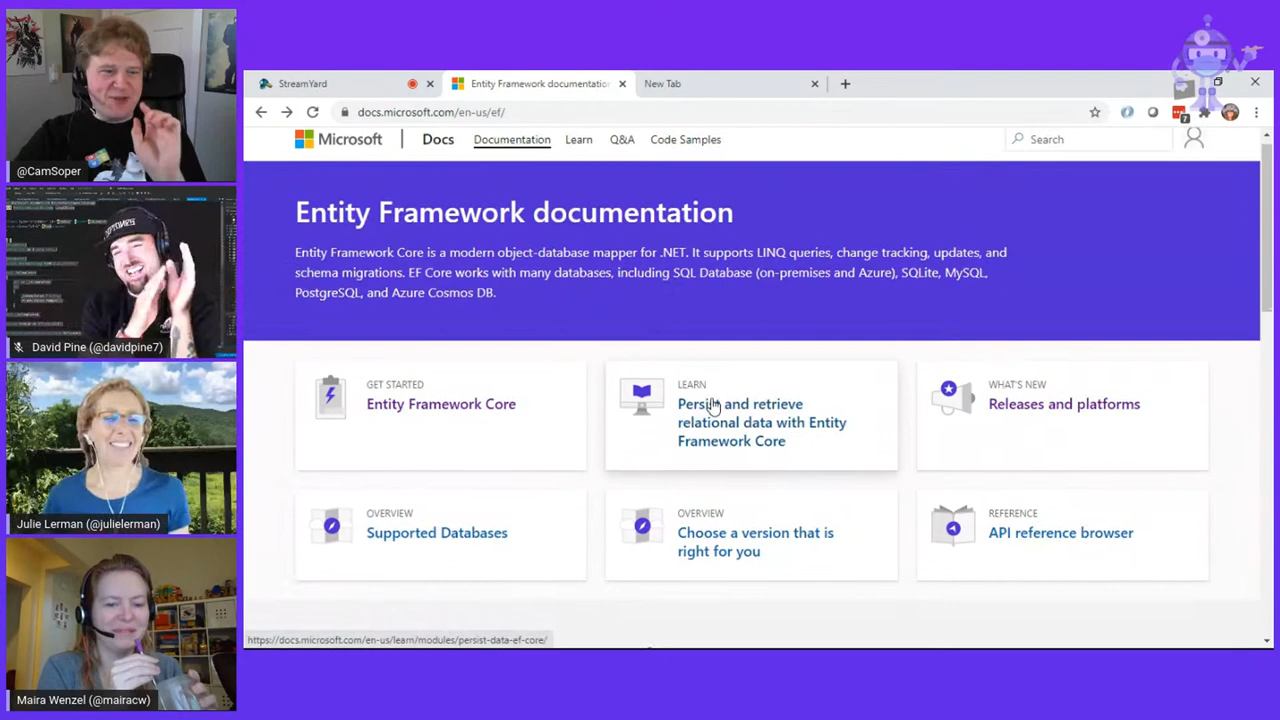 @CamSoper
David Pine (@davidpine7)
Julie Lerman (@julielerman)
Maira Wenzel (@mairacw)
StreamYard
Entity Framework documentation
New Tab
docs.microsoft.com/en-us/ef/
7
Microsoft
Docs
Documentation
Learn
Q&A
Code Samples
Search
Entity Framework documentation
Entity Framework Core is a modern object-database mapper for .NET. It supports LINQ queries, change tracking, updates, and
schema migrations. EF Core works with many databases, including SQL Database (on-premises and Azure), SQLite, MySQL,
PostgreSQL, and Azure Cosmos DB.
GET STARTED
Entity Framework Core
LEARN
Persist and retrieve
relational data with Entity
Framework Core
WHAT'S NEW
Releases and platforms
OVERVIEW
Supported Databases
OVERVIEW
Choose a version that is
right for you
REFERENCE
API reference browser
https://docs.microsoft.com/en-us/learn/modules/persist-data-ef-core/